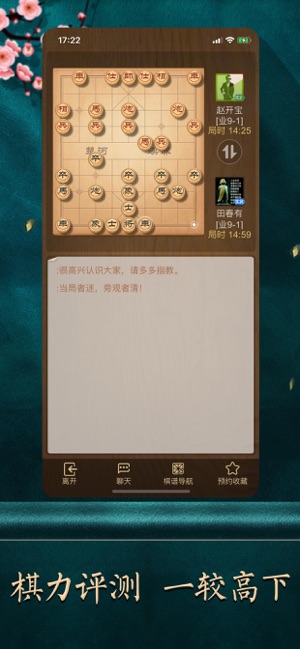 17:22
車 仕 帥 仕 相 車
相 馬 炮
兵 兵 兵
兵 馬
楚河
卒
卒 卒 卒 卒
馬 炮 象 炮 馬
車 象 士 將 士 車
赵开宝
[业9-1]
局时 14:25
田春有
[业9-1]
局时 14:59
:很高兴认识大家，请多多指教。
:当局者迷，旁观者清！
离开 聊天 棋谱导航 预约收藏
棋力评测 一较高下